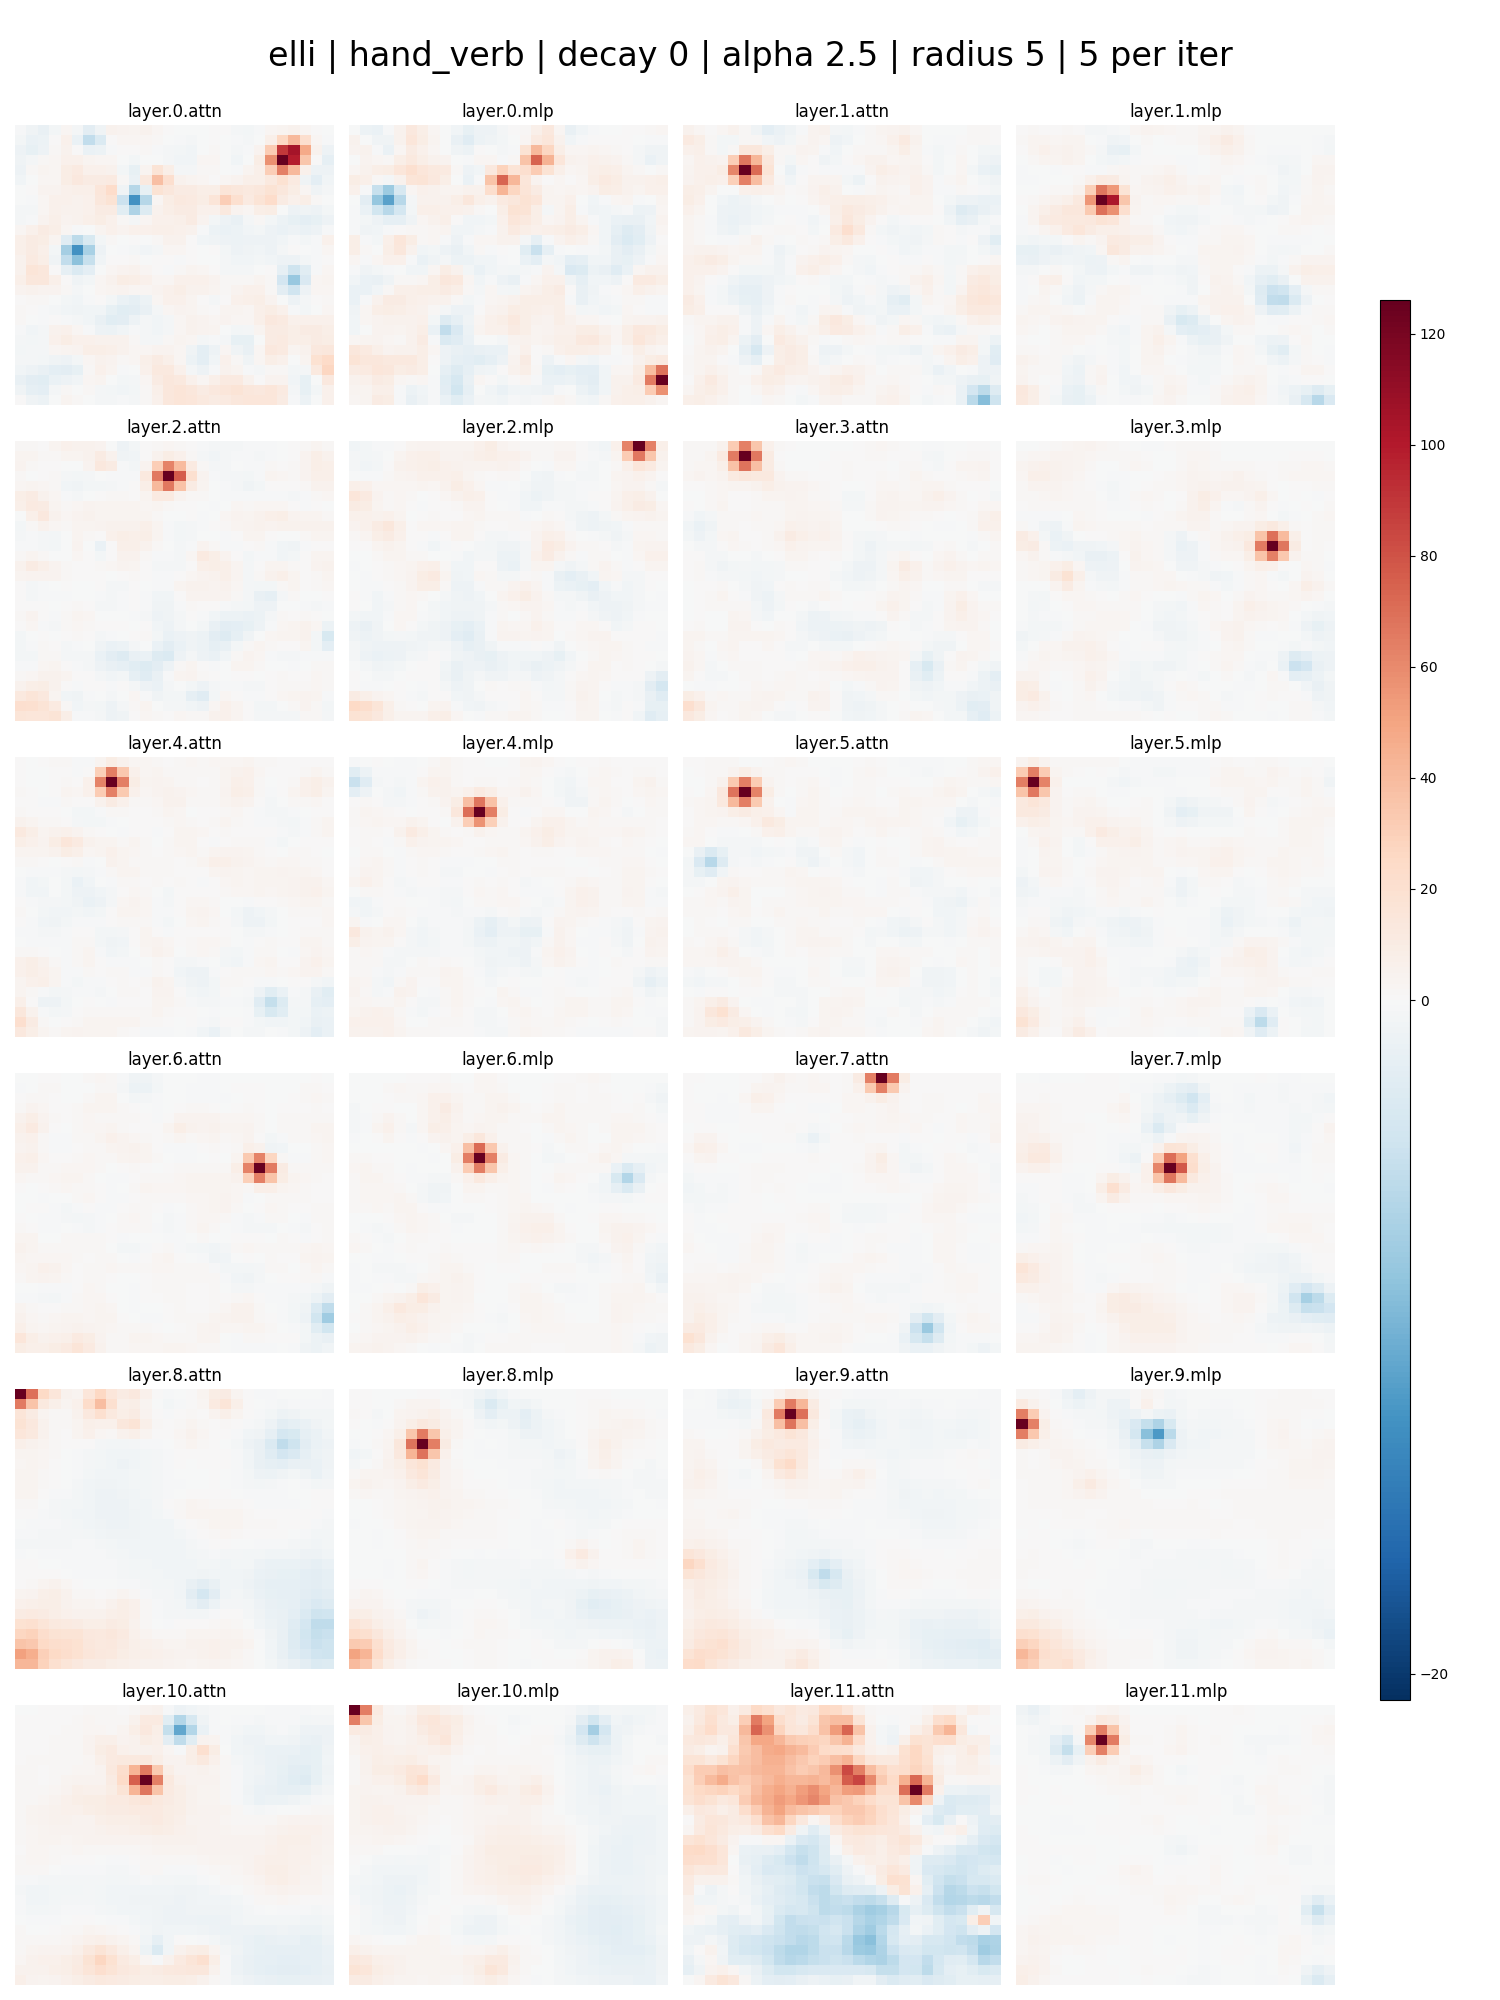 elli | hand_verb | decay 0 | alpha 2.5 | radius 5 | 5 per iter
layer.0.attn
layer.0.mlp
layer.1.attn
layer.1.mlp
layer.2.attn
layer.2.mlp
layer.3.attn
layer.3.mlp
layer.4.attn
layer.4.mlp
layer.5.attn
layer.5.mlp
layer.6.attn
layer.6.mlp
layer.7.attn
layer.7.mlp
layer.8.attn
layer.8.mlp
layer.9.attn
layer.9.mlp
layer.10.attn
layer.10.mlp
layer.11.attn
layer.11.mlp
120
100
80
60
40
20
0
−20